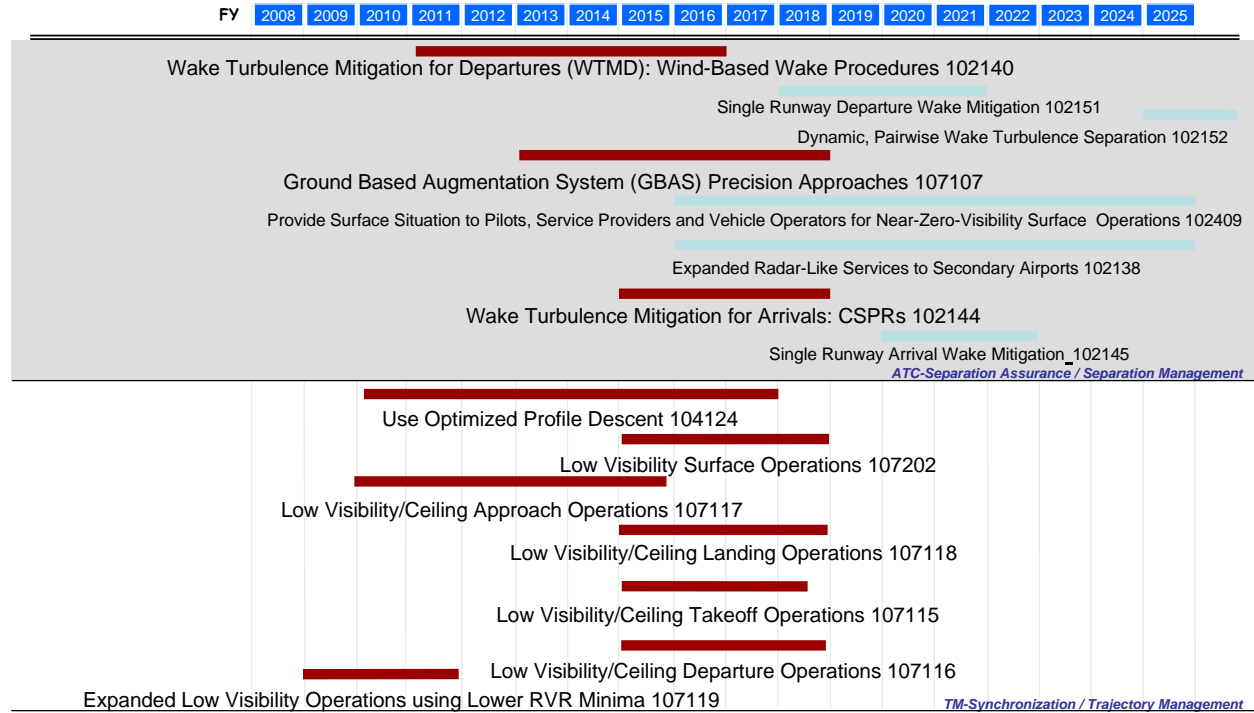 FY 2008 2009 2010 2011 2012 2013 2014 2015 2016 2017 2018 2019 2020 2021 2022 2023 2024 2025
Wake Turbulence Mitigation for Departures (WTMD): Wind-Based Wake Procedures 102140
Single Runway Departure Wake Mitigation 102151
Dynamic, Pairwise Wake Turbulence Separation 102152
Ground Based Augmentation System (GBAS) Precision Approaches 107107
Provide Surface Situation to Pilots, Service Providers and Vehicle Operators for Near-Zero-Visibility Surface Operations 102409
Expanded Radar-Like Services to Secondary Airports 102138
Wake Turbulence Mitigation for Arrivals: CSPRs 102144
Single Runway Arrival Wake Mitigation_102145
ATC-Separation Assurance / Separation Management
Use Optimized Profile Descent 104124
Low Visibility Surface Operations 107202
Low Visibility/Ceiling Approach Operations 107117
Low Visibility/Ceiling Landing Operations 107118
Low Visibility/Ceiling Takeoff Operations 107115
Low Visibility/Ceiling Departure Operations 107116
Expanded Low Visibility Operations using Lower RVR Minima 107119
TM-Synchronization / Trajectory Management